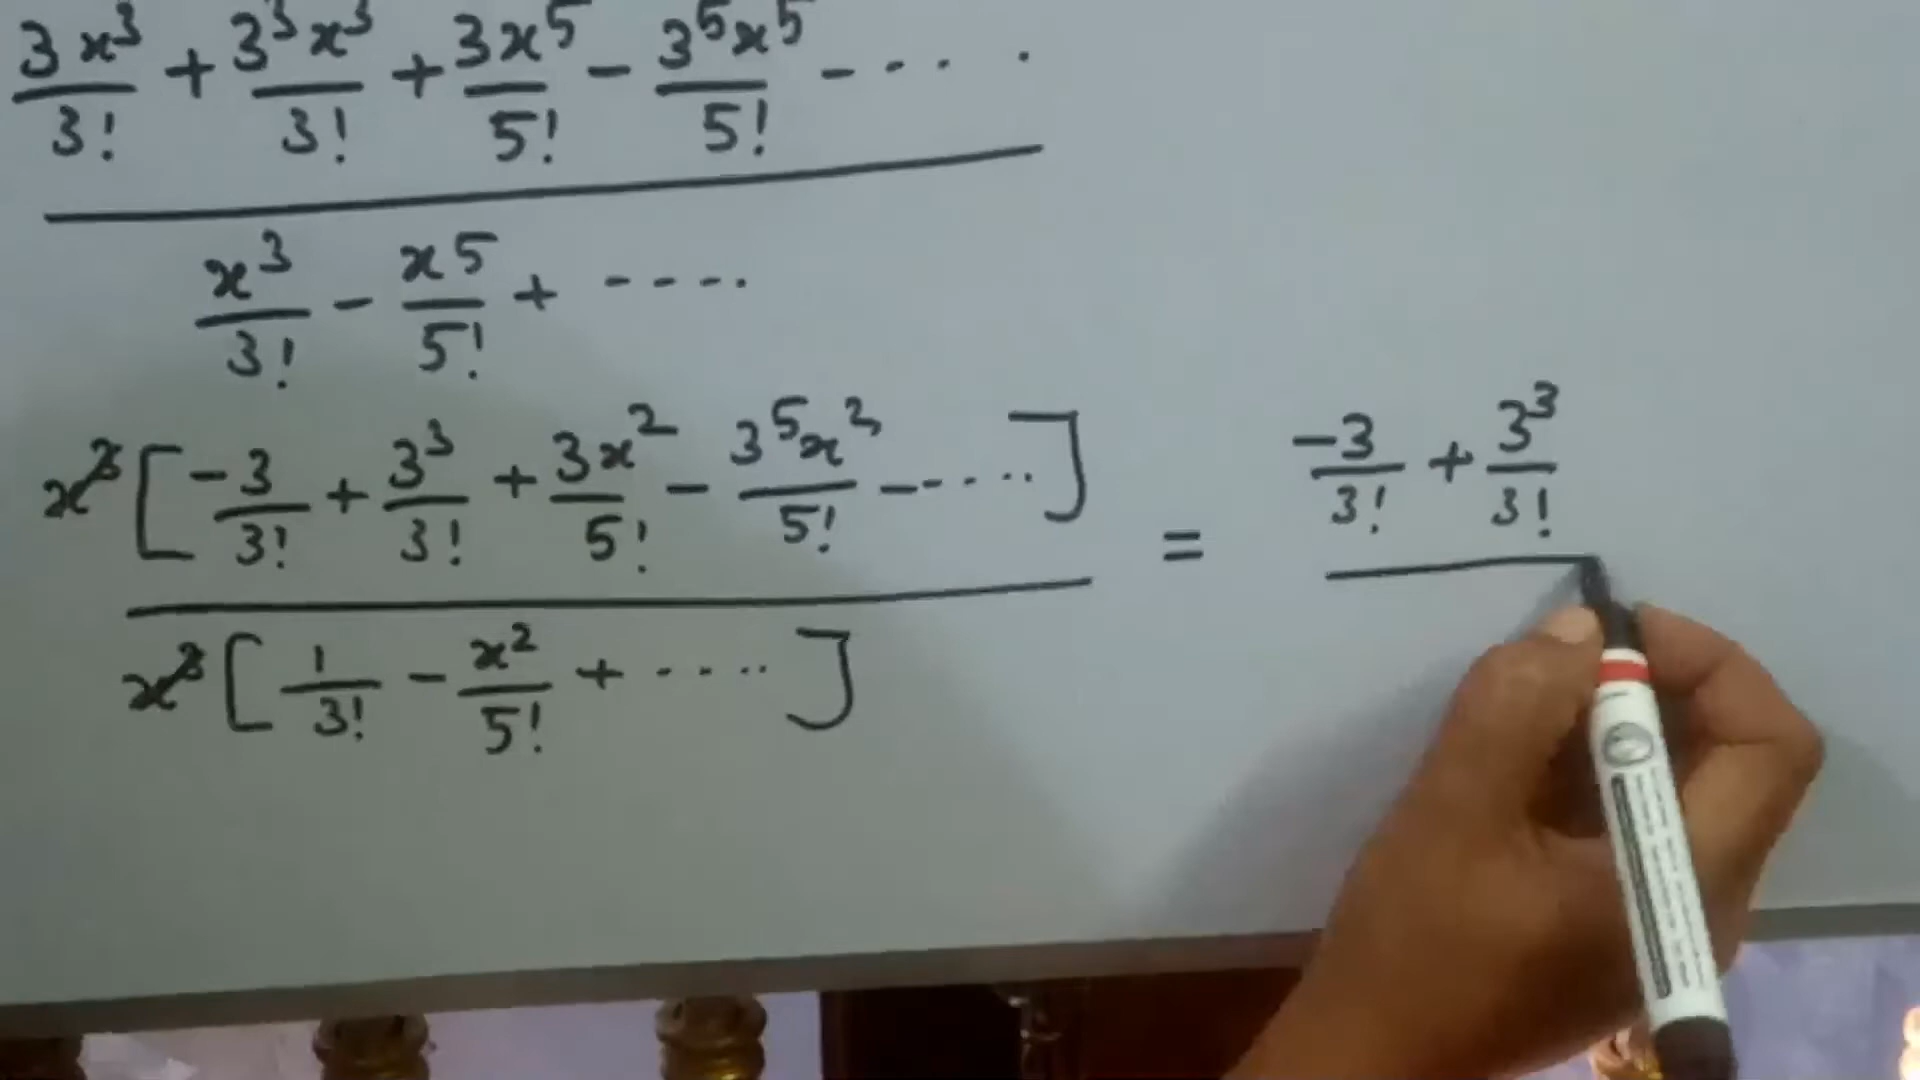 3x³/3! + 3³x³/3! + 3x⁵/5! - 3⁵x⁵/5! - ....
x³/3! - x⁵/5! + ----.
x³[-3/3! + 3³/3! + 3x²/5! - 3⁵x²/5! - ....] = -3/3! + 3³/3!
x³[1/3! - x²/5! + ....]